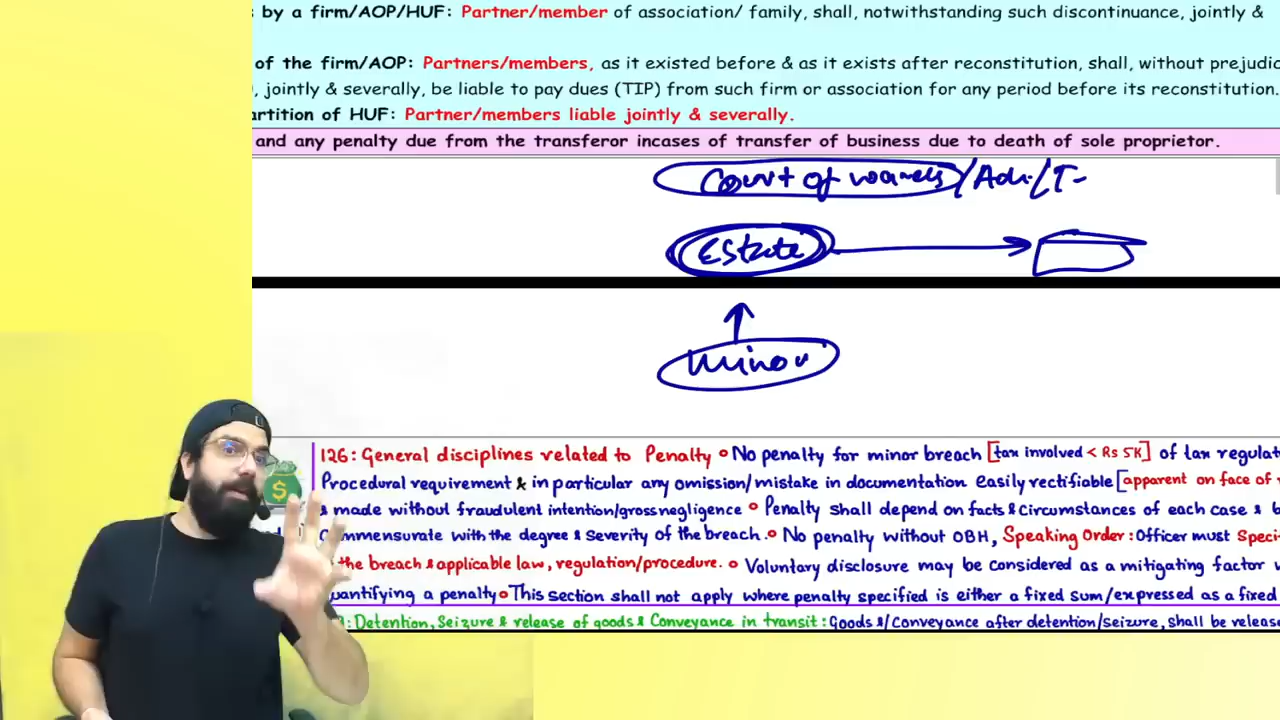 s by a firm/AOP/HUF: Partner/member of association/ family, shall, notwithstanding such discontinuance, jointly &
of the firm/AOP: Partners/members, as it existed before & as it exists after reconstitution, shall, without prejudic
, jointly & severally, be liable to pay dues (TIP) from such firm or association for any period before its reconstitution.
artition of HUF: Partner/members liable jointly & severally.
and any penalty due from the transferor incases of transfer of business due to death of sole proprietor.
Court of wards/Adm/T-
Estate
minor
126: General disciplines related to Penalty No penalty for minor breach [tax involved < Rs 5K] of tax regulat
Procedural requirement & in particular any omission/mistake in documentation easily rectifiable [apparent on face of
& made without fraudulent intention/gross negligence Penalty shall depend on facts & circumstances of each case & b
commensurate with the degree & severity of the breach. No penalty without OBH, Speaking Order: Officer must Speci
the breach & applicable law, regulation/procedure. Voluntary disclosure may be considered as a mitigating factor w
quantifying a penalty This section shall not apply where penalty specified is either a fixed sum/expressed as a fixed
: Detention, Seizure & release of goods & Conveyance in transit: Goods &/Conveyance after detention/seizure, shall be release
$